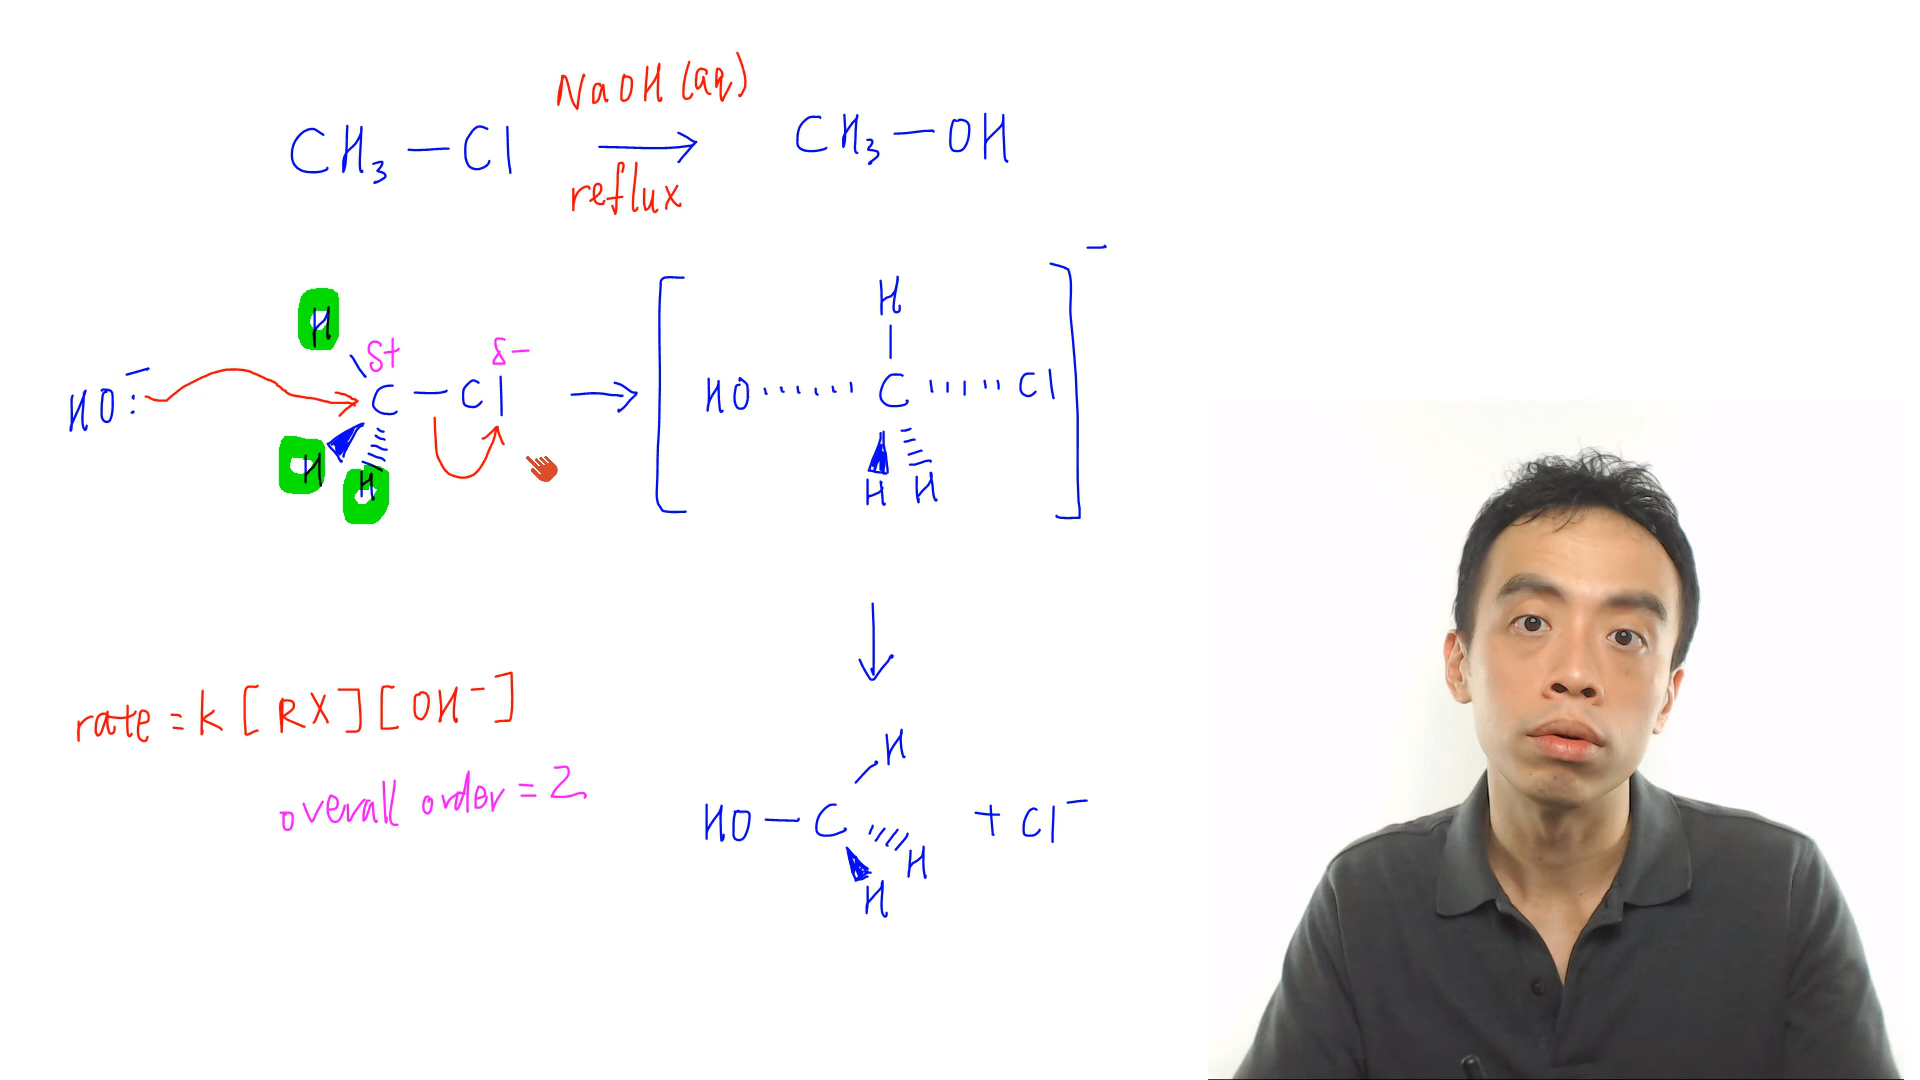 NaOH (aq)
CH₃ — Cl → CH₃ — OH
reflux
H
δ+ δ-
HO:⁻ C — Cl → [HO ······ C ······ Cl]⁻
H H
H
H H
rate = k [RX][OH⁻]
overall order = 2
H
HO — C + Cl⁻
H
H